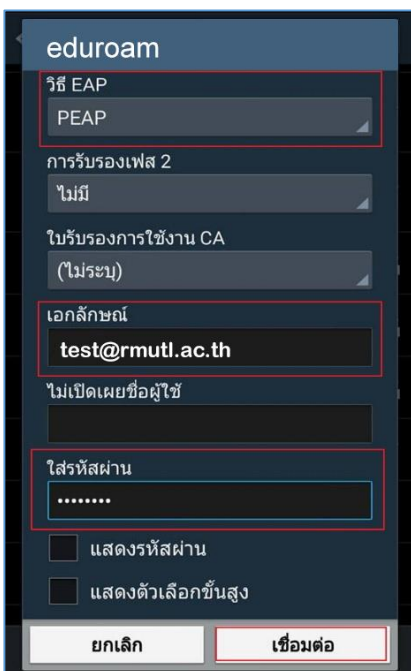 eduroam
วิธี EAP
PEAP
การรับรองเฟส 2
ไม่มี
ใบรับรองการใช้งาน CA
(ไม่ระบุ)
เอกลักษณ์
test@rmutl.ac.th
ไม่เปิดเผยชื่อผู้ใช้
ใส่รหัสผ่าน
........
แสดงรหัสผ่าน
แสดงตัวเลือกขั้นสูง
ยกเลิก เชื่อมต่อ